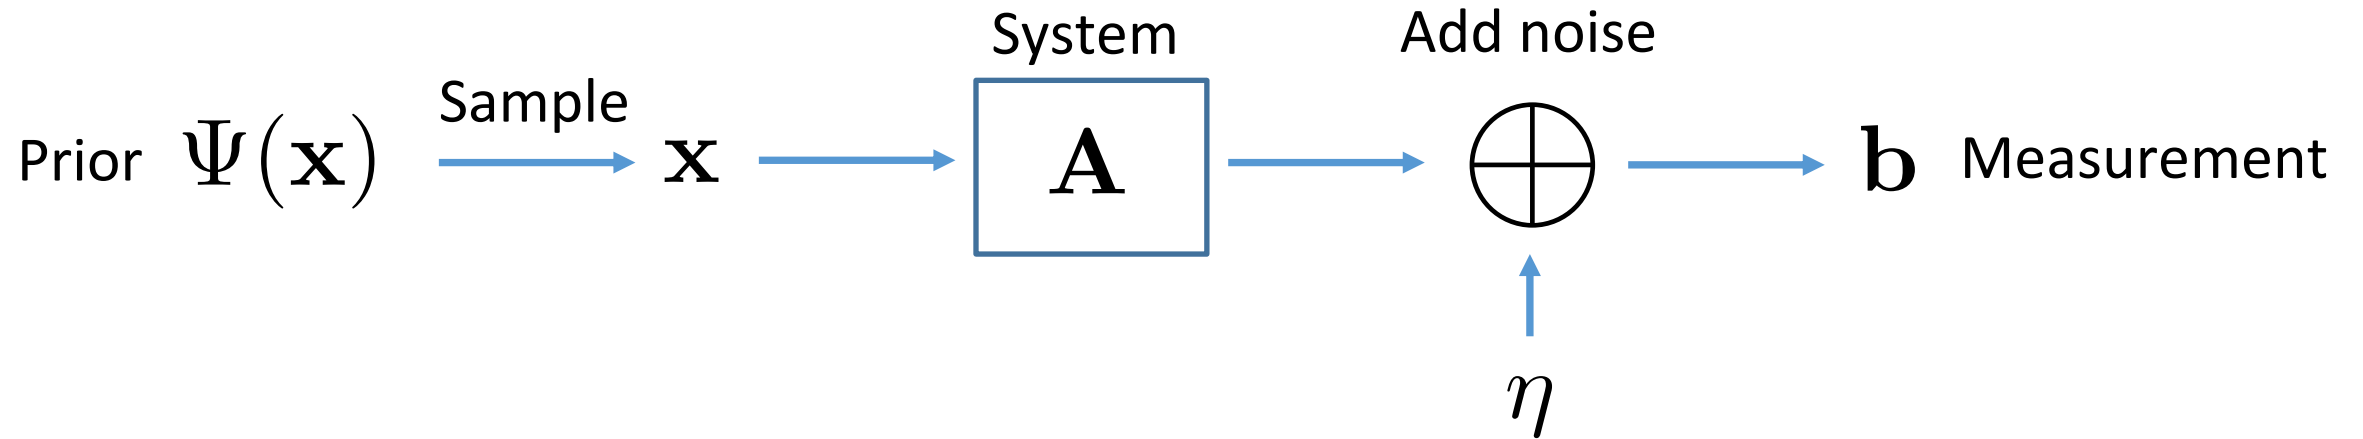 System
Add noise
Sample
Prior Ψ(x) x A b Measurement
η